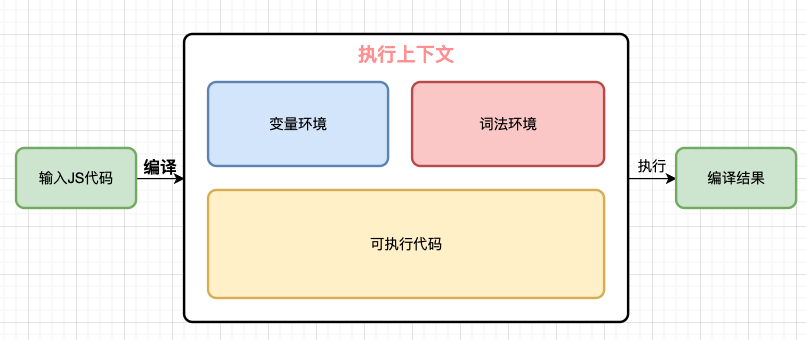 执行上下文
变量环境
词法环境
输入JS代码
编译
执行
编译结果
可执行代码